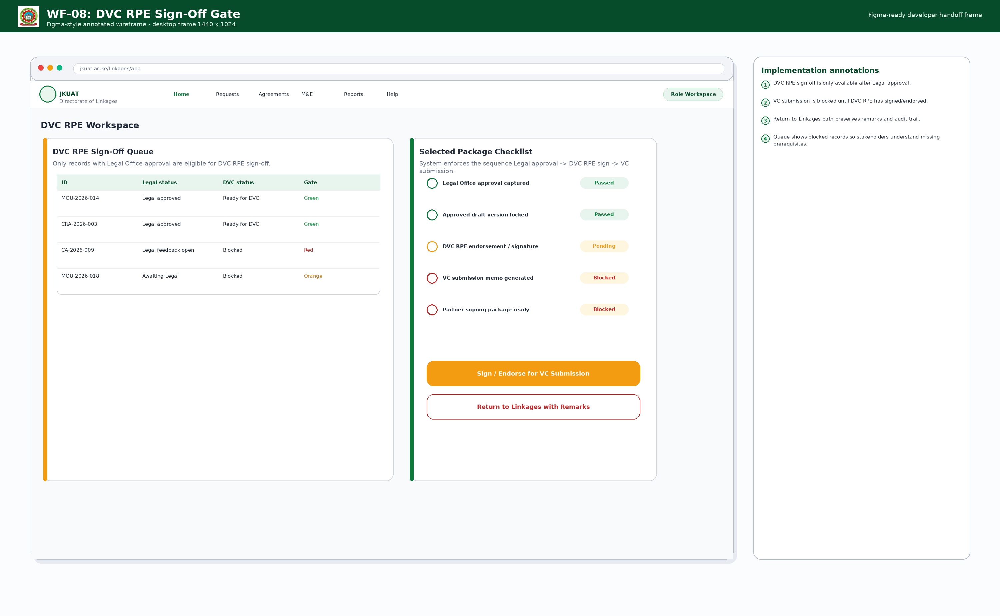 WF-08: DVC RPE Sign-Off Gate
Figma-style annotated wireframe - desktop frame 1440 x 1024
Figma-ready developer handoff frame
jkuat.ac.ke/linkages/app
JKUAT
Directorate of Linkages
Home
Requests
Agreements
M&E
Reports
Help
Role Workspace
DVC RPE Workspace
DVC RPE Sign-Off Queue
Only records with Legal Office approval are eligible for DVC RPE sign-off.
ID Legal status DVC status Gate
MOU-2026-014 Legal approved Ready for DVC Green
CRA-2026-003 Legal approved Ready for DVC Green
CA-2026-009 Legal feedback open Blocked Red
MOU-2026-018 Awaiting Legal Blocked Orange
Selected Package Checklist
System enforces the sequence Legal approval -> DVC RPE sign -> VC
submission.
Legal Office approval captured Passed
Approved draft version locked Passed
DVC RPE endorsement / signature Pending
VC submission memo generated Blocked
Partner signing package ready Blocked
Sign / Endorse for VC Submission
Return to Linkages with Remarks
Implementation annotations
1 DVC RPE sign-off is only available after Legal approval.
2 VC submission is blocked until DVC RPE has signed/endorsed.
3 Return-to-Linkages path preserves remarks and audit trail.
4 Queue shows blocked records so stakeholders understand missing
prerequisites.